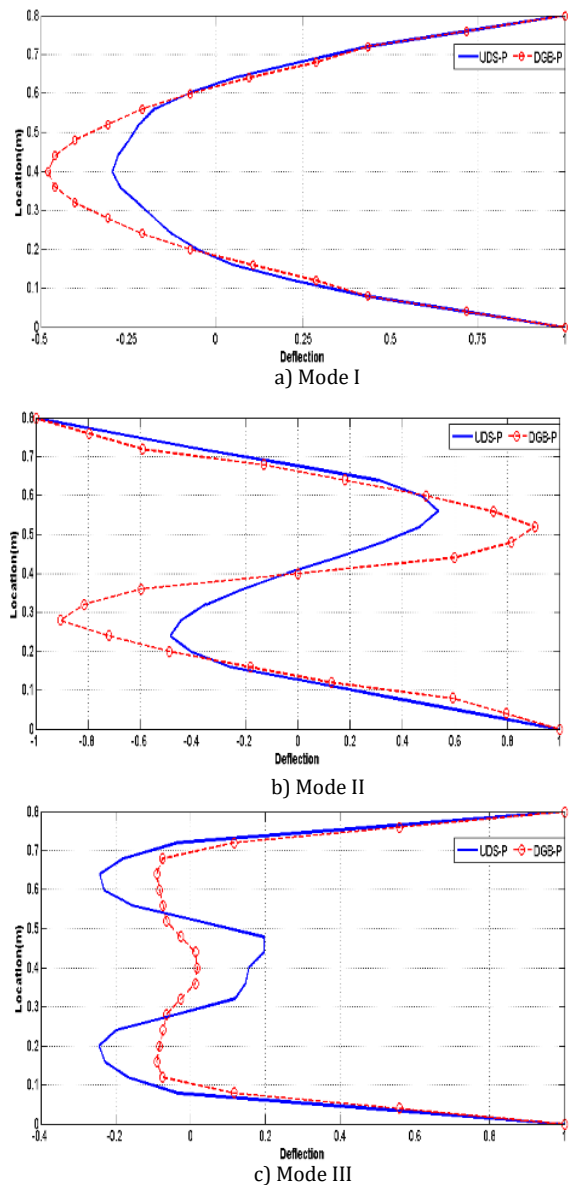 0.8
UDS-P DGB-P
0.7
0.6
0.5
Location(m)
0.4
0.3
0.2
0.1
0
-0.5 -0.25 0 0.25 0.5 0.75 1
Deflection
a) Mode I
0.8
UDS-P DGB-P
0.7
0.6
0.5
Location(m)
0.4
0.3
0.2
0.1
0
-1 -0.8 -0.6 -0.4 -0.2 0 0.2 0.4 0.6 0.8 1
Deflection
b) Mode II
0.8
UDS-P DGB-P
0.7
0.6
0.5
Location(m)
0.4
0.3
0.2
0.1
0
-0.4 -0.2 0 0.2 0.4 0.6 0.8 1
Deflection
c) Mode III